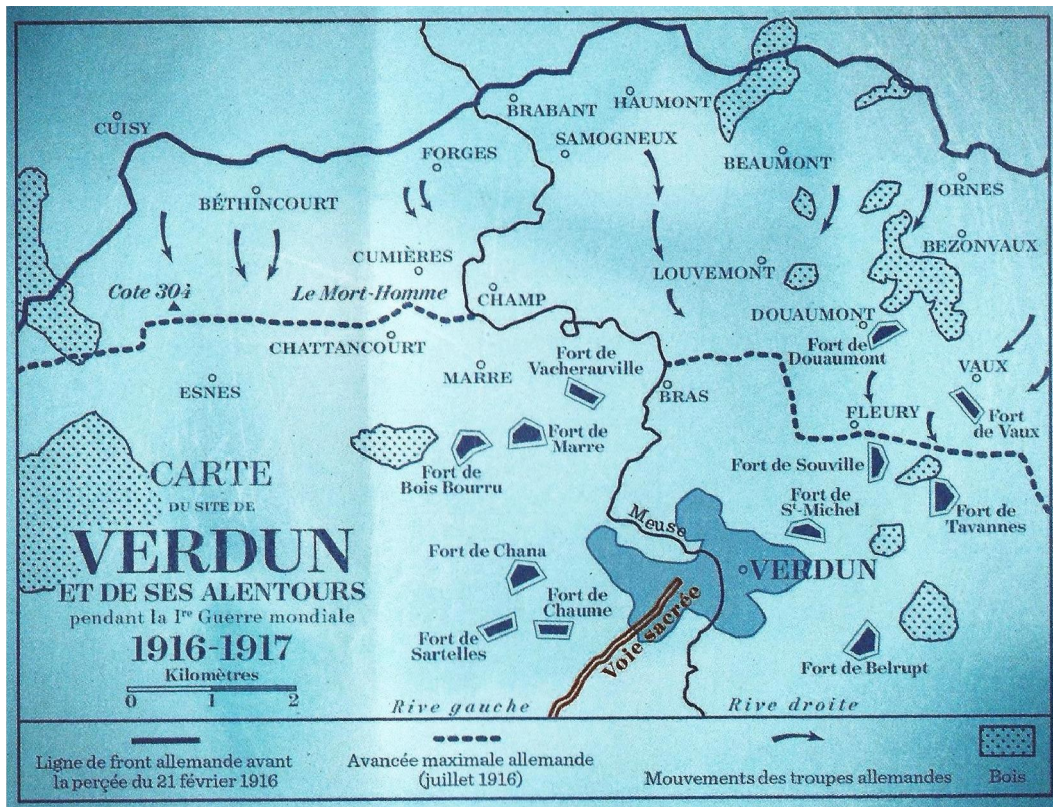 CUISY
BRABANT
HAUMONT
SAMOGNEUX
FORGES
BEAUMONT
ORNES
BÉTHINCOURT
BEZONVAUX
CUMIÈRES
LOUVEMONT
Cote 304
Le Mort-Homme
CHAMP
DOUAUMONT
Fort de
Douaumont
CHATTANCOURT
Fort de
Vacherauville
VAUX
MARRE
ESNES
BRAS
FLEURY
Fort
de Vaux
Fort de
Marre
Fort de
Bois Bourru
Fort de Souville
Fort de
St-Michel
Fort de
Tavannes
CARTE
DU SITE DE
VERDUN
ET DE SES ALENTOURS
pendant la Ire Guerre mondiale
1916-1917
Kilomètres
0 1 2
Meuse
Fort de Chana
VERDUN
Fort de
Chaume
Fort de
Sartelles
Voie sacrée
Fort de Belrupt
Rive gauche
Rive droite
Ligne de front allemande avant
la perçée du 21 février 1916
Avancée maximale allemande
(juillet 1916)
Mouvements des troupes allemandes
Bois